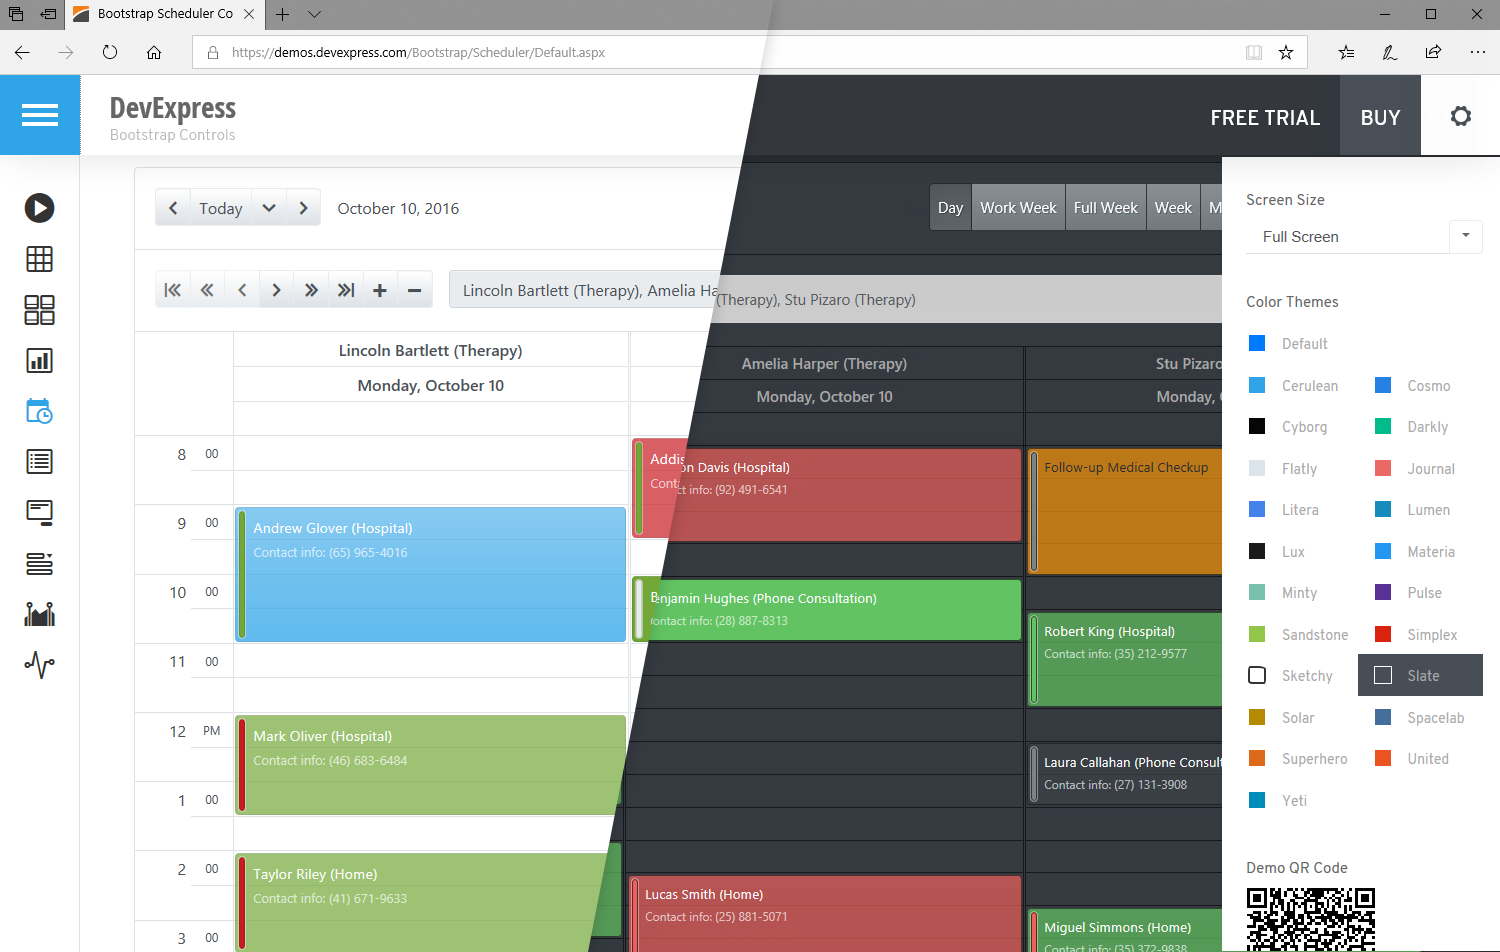 Bootstrap Scheduler Co
https://demos.devexpress.com/Bootstrap/Scheduler/Default.aspx
DevExpress
Bootstrap Controls
FREE TRIAL
BUY
Today
October 10, 2016
Day
Work Week
Full Week
Week
M
Lincoln Bartlett (Therapy), Amelia Ha
(Therapy), Stu Pizaro (Therapy)
Lincoln Bartlett (Therapy)
Amelia Harper (Therapy)
Stu Pizaro
Monday, October 10
Monday, October 10
Monday,
8 00
9 00
10 00
11 00
12 PM
1 00
2 00
3 00
Andrew Glover (Hospital)
Contact info: (65) 965-4016
Mark Oliver (Hospital)
Contact info: (46) 683-6484
Taylor Riley (Home)
Contact info: (41) 671-9633
Addison Davis (Hospital)
Contact info: (92) 491-6541
Benjamin Hughes (Phone Consultation)
Contact info: (28) 887-8313
Lucas Smith (Home)
Contact info: (25) 881-5071
Follow-up Medical Checkup
Robert King (Hospital)
Contact info: (35) 212-9577
Laura Callahan (Phone Consult
Contact info: (27) 131-3908
Miguel Simmons (Home)
Contact info: (35) 372-9838
Screen Size
Full Screen
Color Themes
Default
Cerulean
Cosmo
Cyborg
Darkly
Flatly
Journal
Litera
Lumen
Lux
Materia
Minty
Pulse
Sandstone
Simplex
Sketchy
Slate
Solar
Spacelab
Superhero
United
Yeti
Demo QR Code